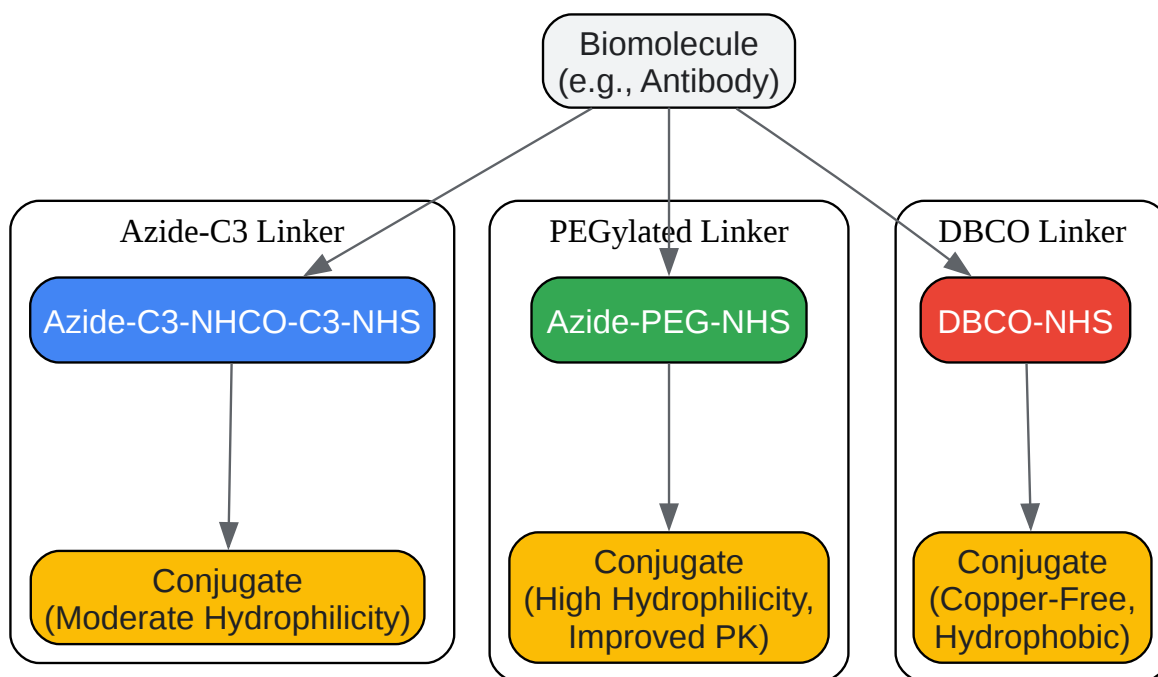 Biomolecule
(e.g., Antibody)
Azide-C3 Linker
PEGylated Linker
DBCO Linker
Azide-C3-NHCO-C3-NHS
Azide-PEG-NHS
DBCO-NHS
Conjugate
(Moderate Hydrophilicity)
Conjugate
(High Hydrophilicity,
Improved PK)
Conjugate
(Copper-Free,
Hydrophobic)